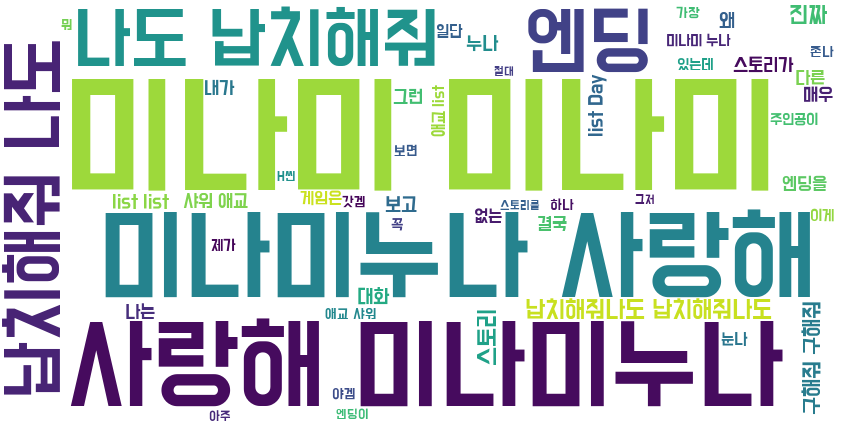 뭐
나도 납치해줘
일단
누나
엔딩
가장
왜
진짜
미나미 누나
존나
절대
있는데
스토리가
다른
내가
그런
동교 list
list Day
매우
미나미 미나미
주인공이
보면
H씬
엔딩을
list list
샤워 애교
게임은
갓겜
보고
꼭
없는
스토리를
하나
결국
그저
이게
납치해줘 나도
제가
미나미누나 사랑해
대화
나는
애교 샤워
납치해줘나도 납치해줘나도
스토리
눈나
구해줘 구해줘
사랑해 미나미누나
야겜
아주
엔딩이